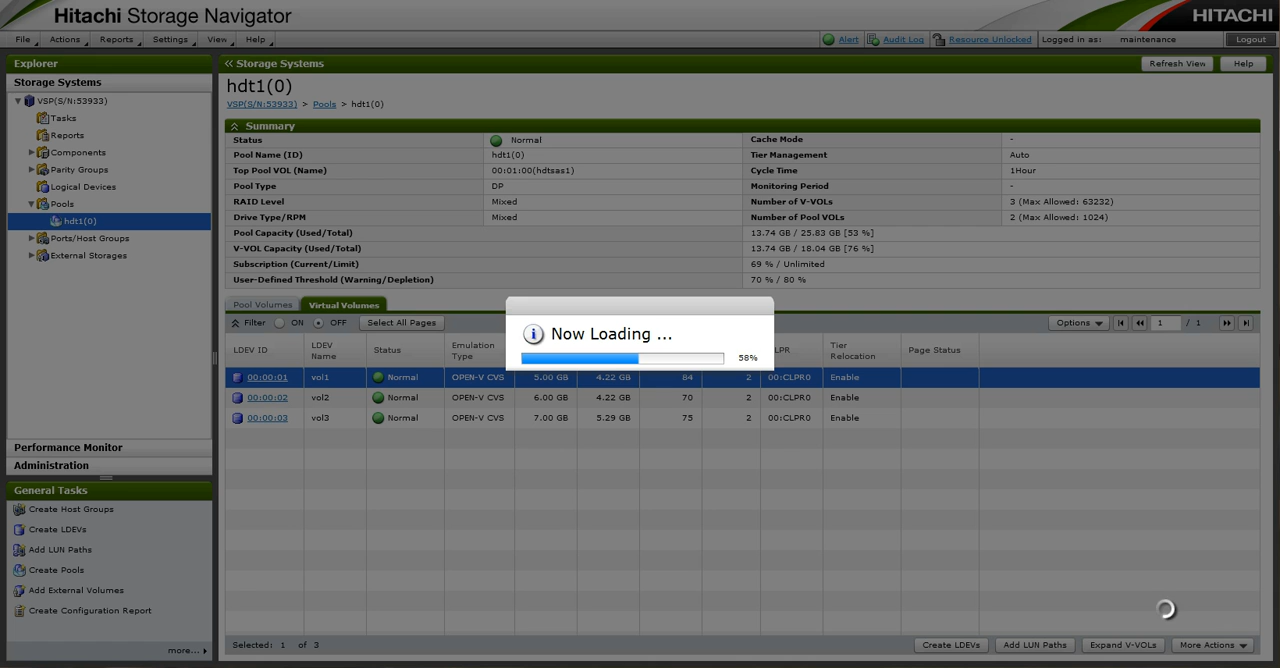 Hitachi Storage Navigator
HITACHI
File Actions Reports Settings View Help
Alert Audit Log Resource Unlocked Logged in as: maintenance Logout
Explorer
Storage Systems
VSP(S/N:53933)
Tasks
Reports
Components
Parity Groups
Logical Devices
Pools
hdt1(0)
Ports/Host Groups
External Storages
Performance Monitor
Administration
General Tasks
Create Host Groups
Create LDEVs
Add LUN Paths
Create Pools
Add External Volumes
Create Configuration Report
more...
<< Storage Systems
Refresh View Help
hdt1(0)
VSP(S/N:53933) > Pools > hdt1(0)
Summary
Status Normal Cache Mode -
Pool Name (ID) hdt1(0) Tier Management Auto
Top Pool VOL (Name) 00:01:00(hdtsas1) Cycle Time 1Hour
Pool Type DP Monitoring Period -
RAID Level Mixed Number of V-VOLs 3 (Max Allowed: 63232)
Drive Type/RPM Mixed Number of Pool VOLs 2 (Max Allowed: 1024)
Pool Capacity (Used/Total) 13.74 GB / 25.83 GB [53 %]
V-VOL Capacity (Used/Total) 13.74 GB / 18.04 GB [76 %]
Subscription (Current/Limit) 69 % / Unlimited
User-Defined Threshold (Warning/Depletion) 70 % / 80 %
Pool Volumes Virtual Volumes
Filter ON OFF Select All Pages Options 1 / 1
LDEV ID LDEV Name Status Emulation Type Tier Relocation Page Status
00:00:01 vol1 Normal OPEN-V CVS 5.00 GB 4.22 GB 84 2 00:CLPR0 Enable
00:00:02 vol2 Normal OPEN-V CVS 6.00 GB 4.22 GB 70 2 00:CLPR0 Enable
00:00:03 vol3 Normal OPEN-V CVS 7.00 GB 5.29 GB 75 2 00:CLPR0 Enable
Now Loading ...
58%
Selected: 1 of 3
Create LDEVs Add LUN Paths Expand V-VOLs More Actions